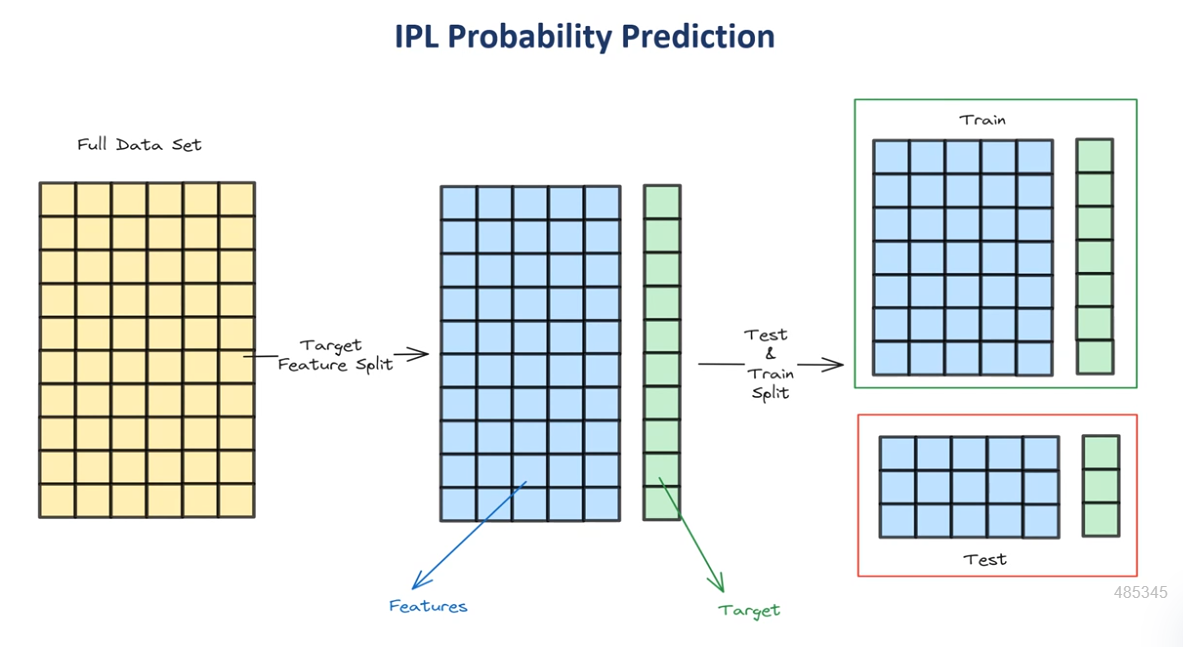 IPL Probability Prediction
Full Data Set
Target
Feature Split
Test
&
Train
Split
Train
Test
Features
Target
485345